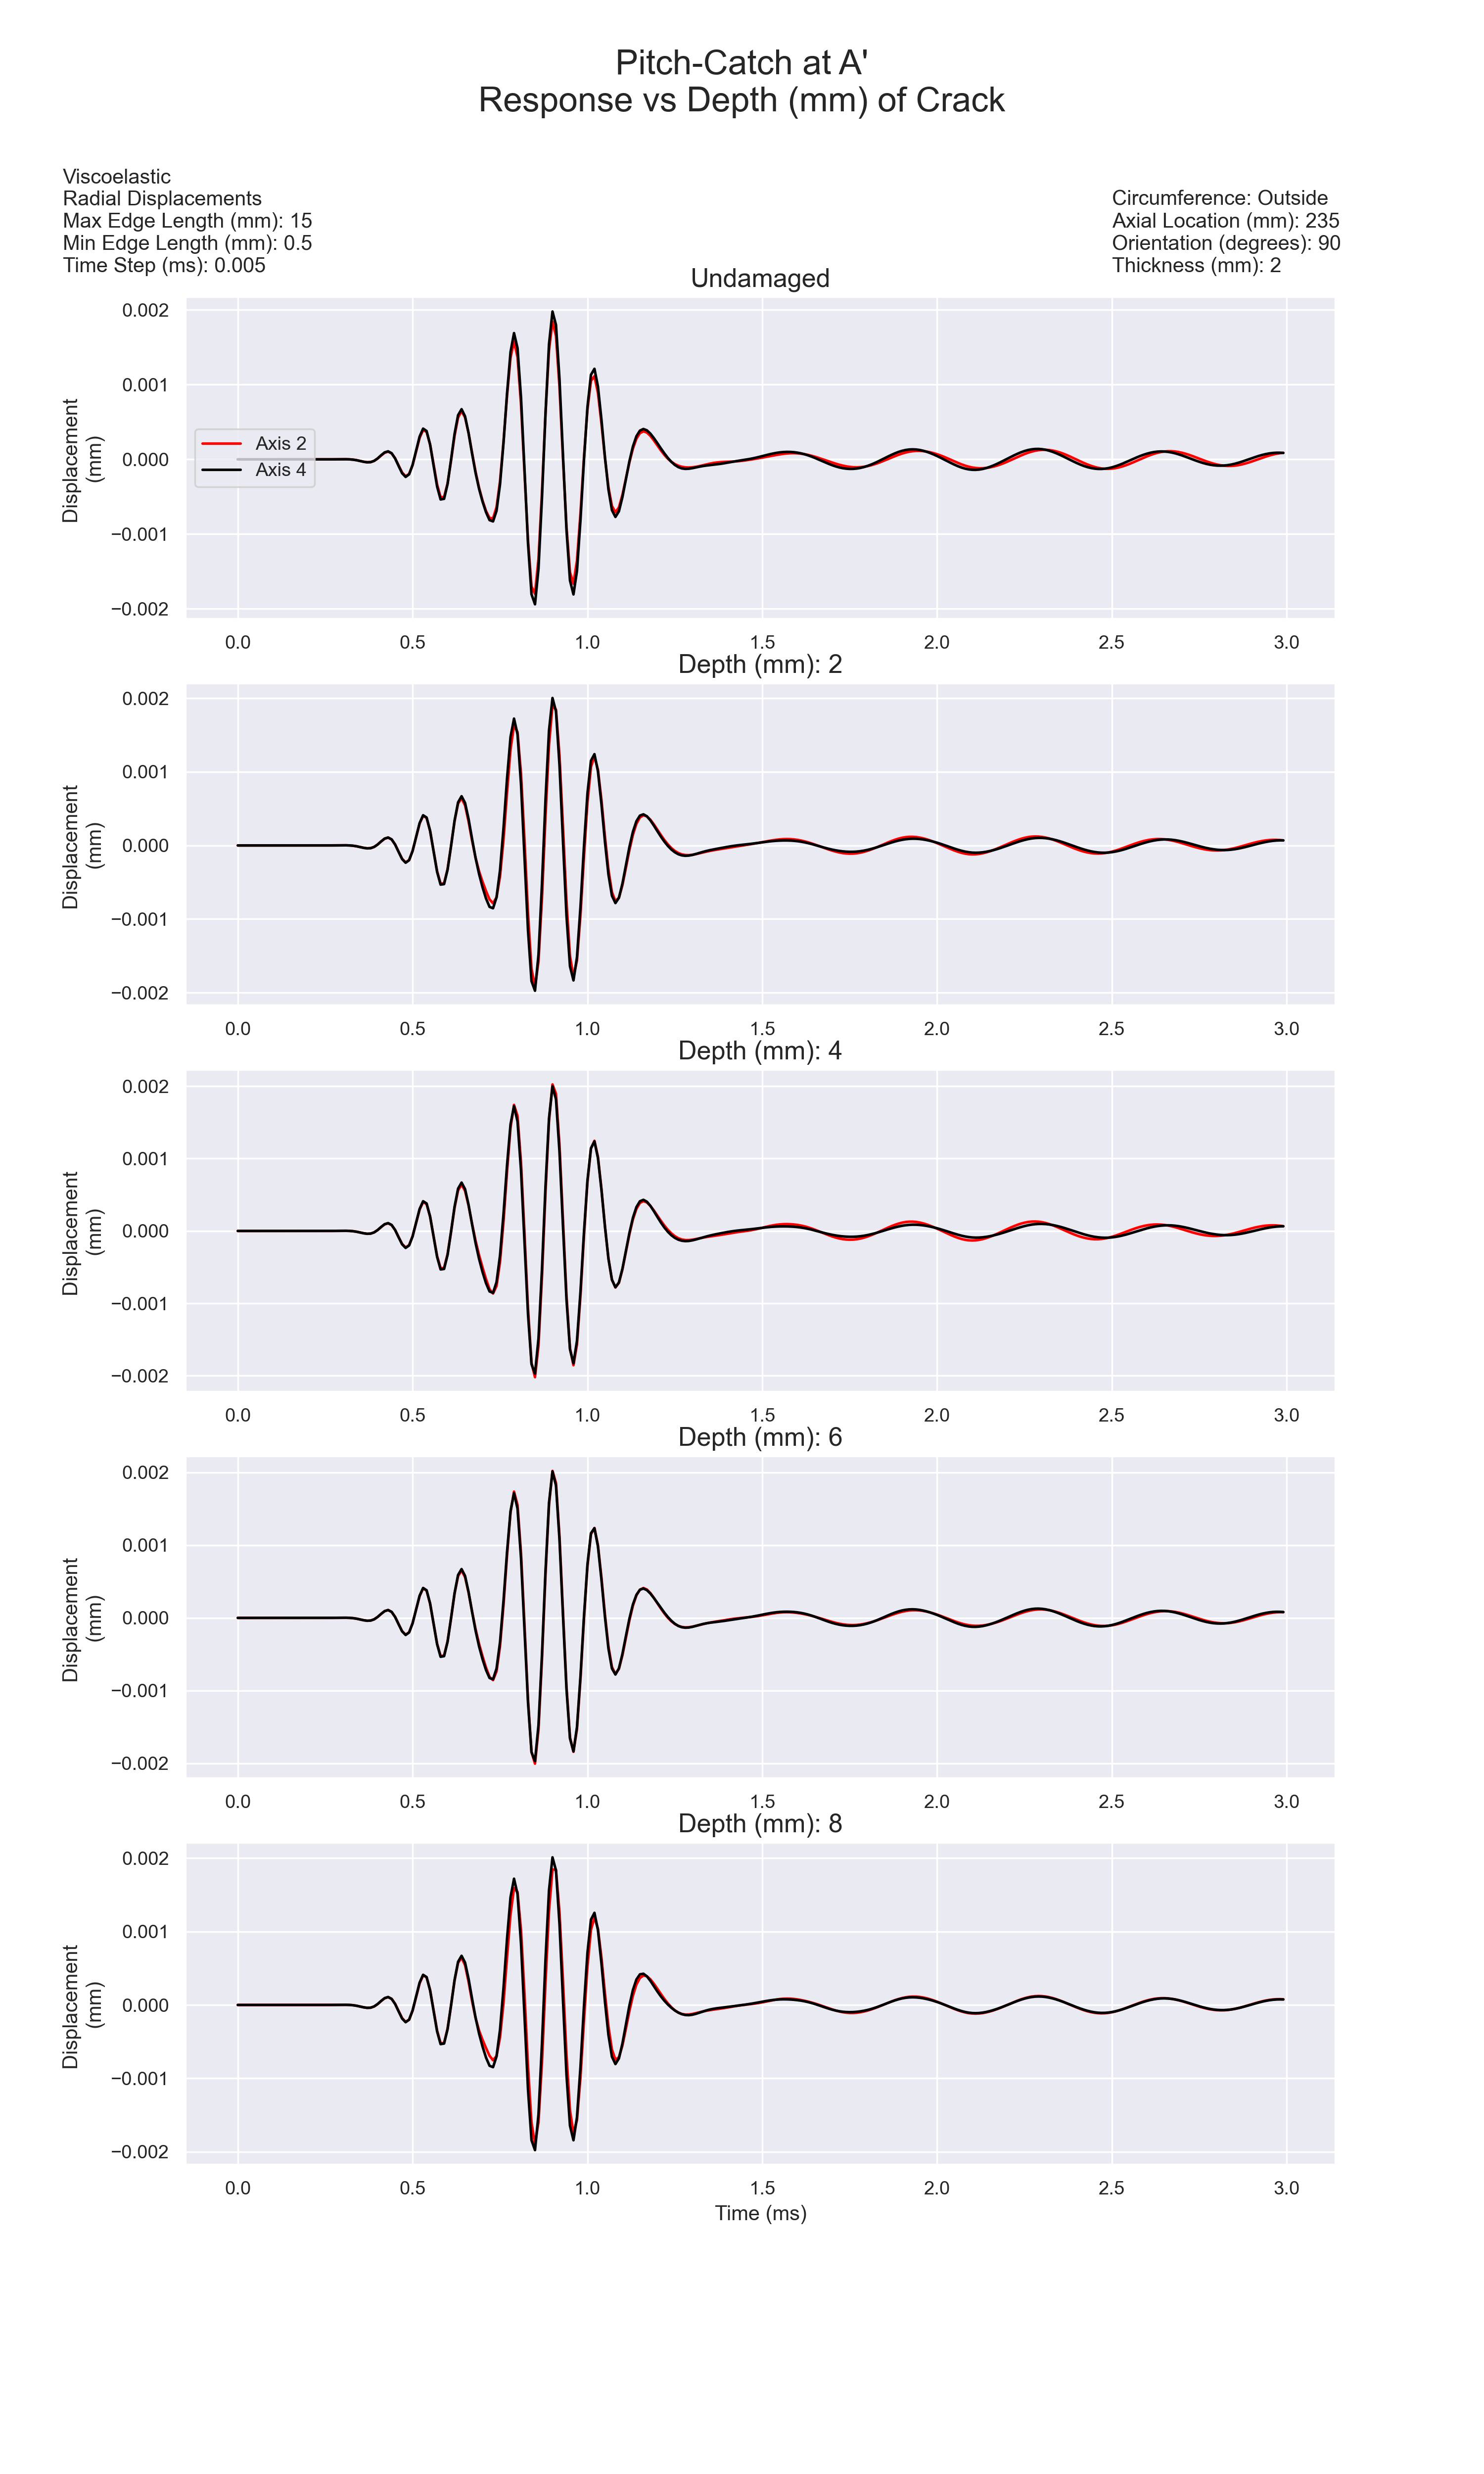 Pitch-Catch at A'
Response vs Depth (mm) of Crack
Viscoelastic
Radial Displacements
Max Edge Length (mm): 15
Min Edge Length (mm): 0.5
Time Step (ms): 0.005
Circumference: Outside
Axial Location (mm): 235
Orientation (degrees): 90
Thickness (mm): 2
Undamaged
Displacement
(mm)
0.002
0.001
0.000
−0.001
−0.002
Axis 2
Axis 4
0.0 0.5 1.0 1.5 2.0 2.5 3.0
Depth (mm): 2
Displacement
(mm)
0.002
0.001
0.000
−0.001
−0.002
0.0 0.5 1.0 1.5 2.0 2.5 3.0
Depth (mm): 4
Displacement
(mm)
0.002
0.001
0.000
−0.001
−0.002
0.0 0.5 1.0 1.5 2.0 2.5 3.0
Depth (mm): 6
Displacement
(mm)
0.002
0.001
0.000
−0.001
−0.002
0.0 0.5 1.0 1.5 2.0 2.5 3.0
Depth (mm): 8
Displacement
(mm)
0.002
0.001
0.000
−0.001
−0.002
0.0 0.5 1.0 1.5 2.0 2.5 3.0
Time (ms)